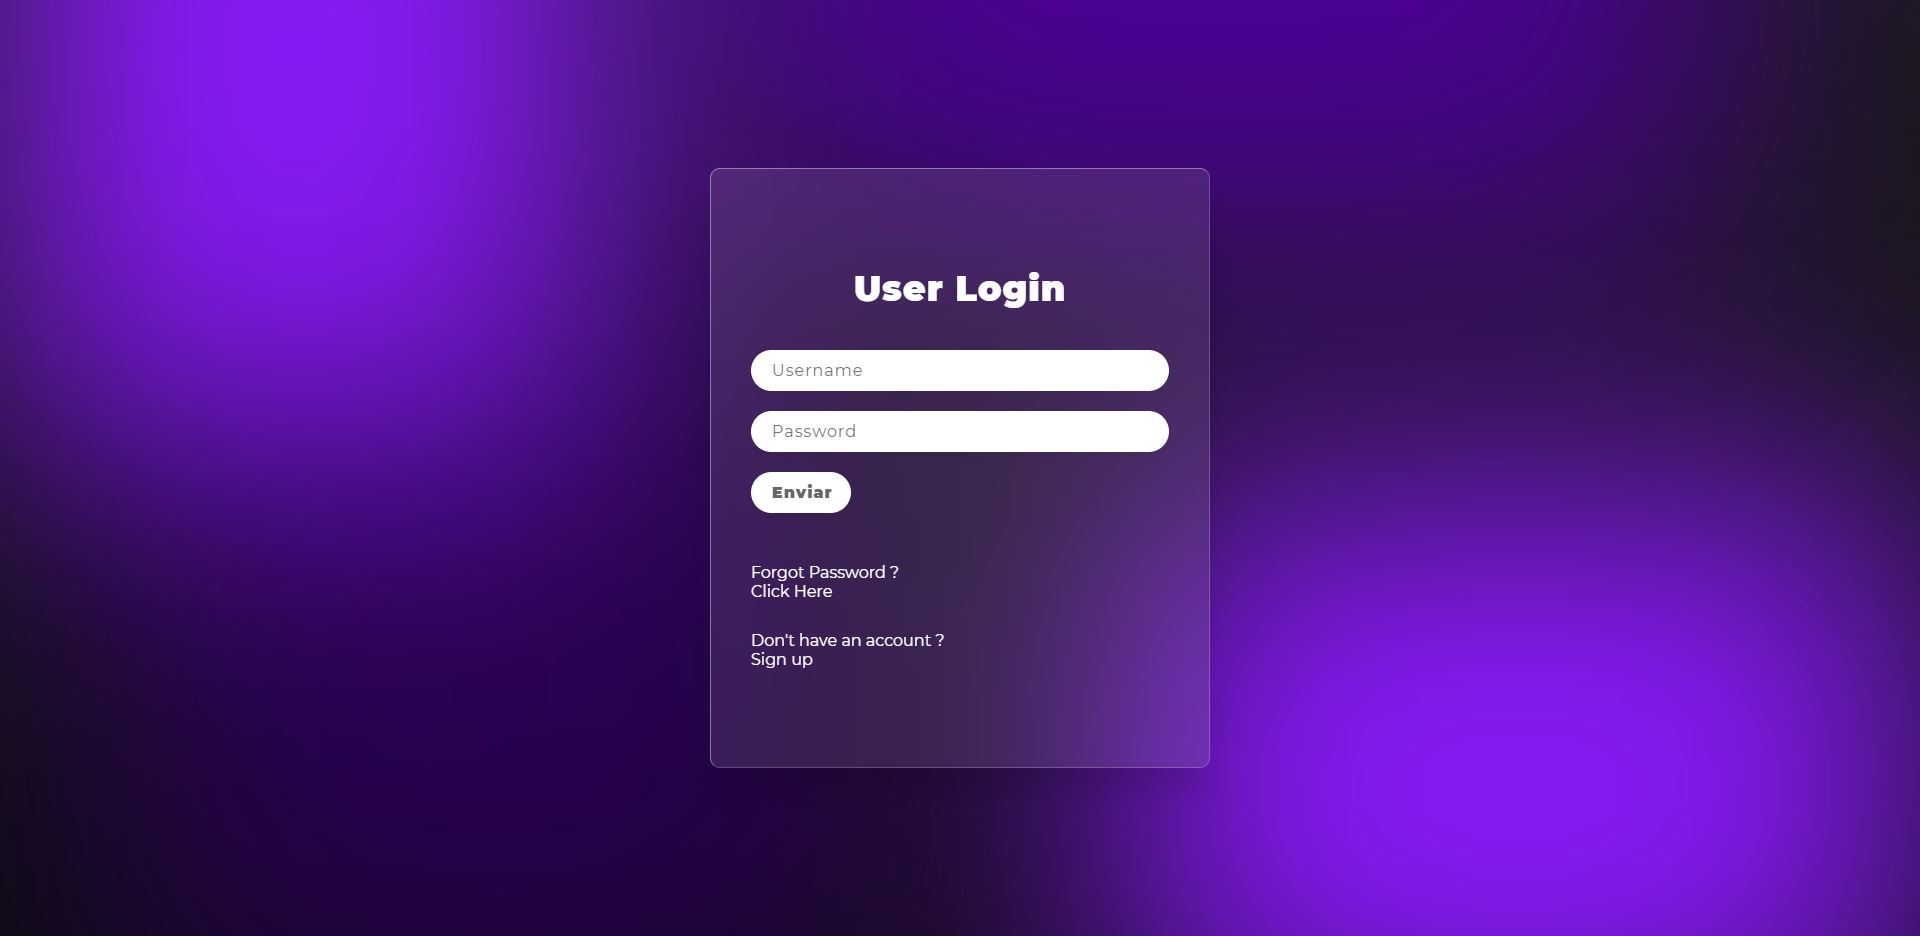 User Login
Username
Password
Enviar
Forgot Password ?
Click Here
Don't have an account ?
Sign up